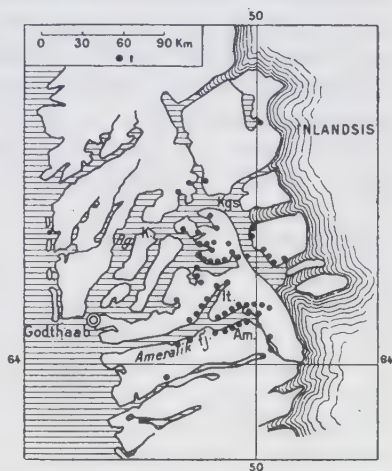 50
0 30 60 90 Km
1
INLANDSIS
Kgs.
K.
It.
Godthaab
Am.
Ameralik fj.
64
64
50